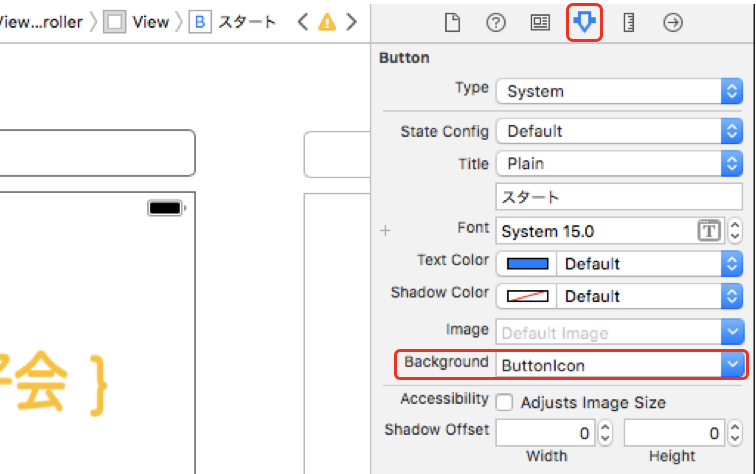 View...roller View B スタート
Button
Type System
State Config Default
Title Plain
スタート
Font System 15.0 T
Text Color Default
Shadow Color Default
Image Default Image
Background ButtonIcon
会 }
Accessibility Adjusts Image Size
Shadow Offset 0 0
Width Height